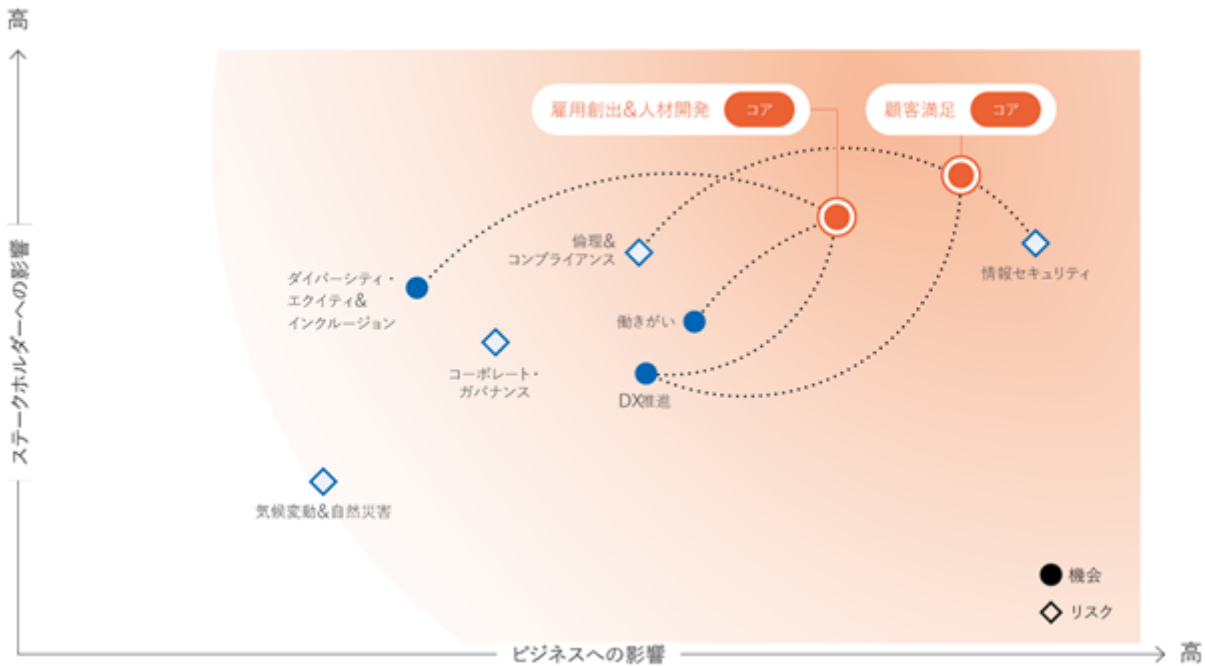 高
雇用創出&人材開発 コア
顧客満足 コア
ステークホルダーへの影響
倫理&
コンプライアンス
情報セキュリティ
ダイバーシティ・
エクイティ&
インクルージョン
働きがい
コーポレート・
ガバナンス
DX推進
気候変動&自然災害
機会
リスク
ビジネスへの影響
高